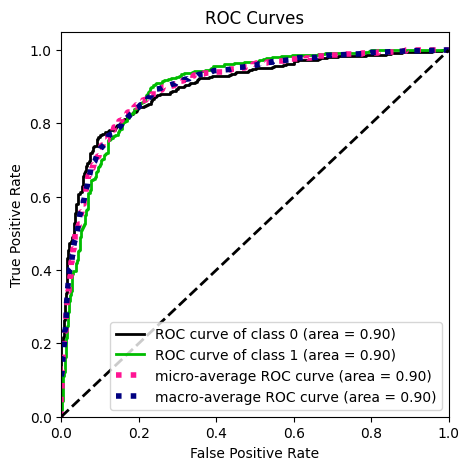 ROC Curves
True Positive Rate
1.0
0.8
0.6
0.4
0.2
0.0
ROC curve of class 0 (area = 0.90)
ROC curve of class 1 (area = 0.90)
micro-average ROC curve (area = 0.90)
macro-average ROC curve (area = 0.90)
0.0 0.2 0.4 0.6 0.8 1.0
False Positive Rate